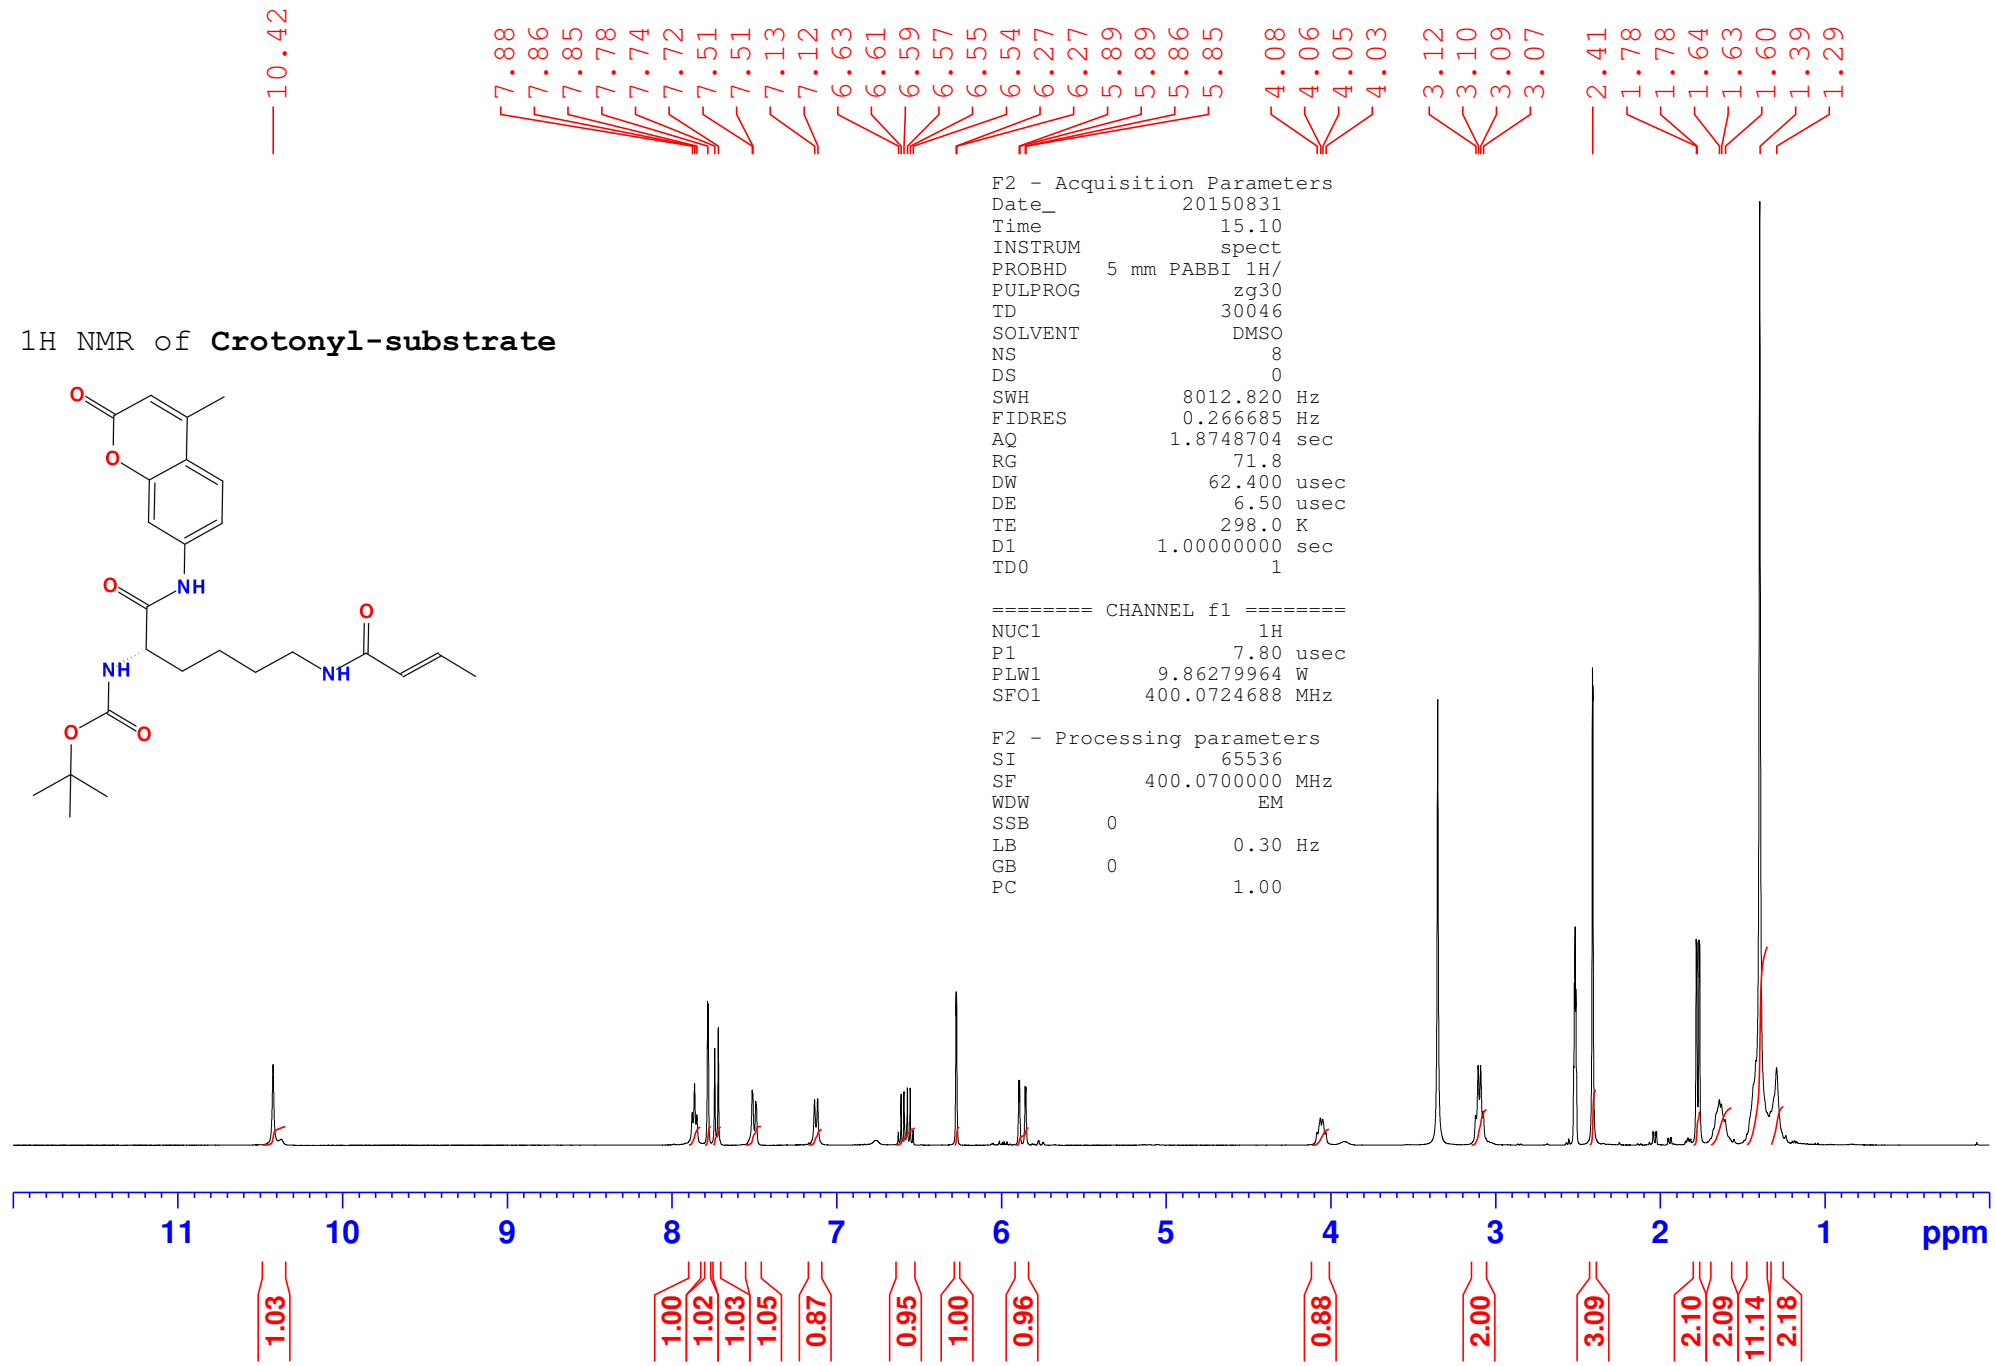 10.42
7.88
7.86
7.85
7.78
7.74
7.72
7.51
7.51
7.13
7.12
6.63
6.61
6.59
6.57
6.55
6.54
6.27
6.27
5.89
5.89
5.86
5.85
4.08
4.06
4.05
4.03
3.12
3.10
3.09
3.07
2.41
1.78
1.78
1.64
1.63
1.60
1.39
1.29
F2 - Acquisition Parameters
Date_ 20150831
Time 15.10
INSTRUM spect
PROBHD 5 mm PABBI 1H/
PULPROG zg30
TD 30046
SOLVENT DMSO
NS 8
DS 0
SWH 8012.820 Hz
FIDRES 0.266685 Hz
AQ 1.8748704 sec
RG 71.8
DW 62.400 usec
DE 6.50 usec
TE 298.0 K
D1 1.00000000 sec
TD0 1
======== CHANNEL f1 ========
NUC1 1H
P1 7.80 usec
PLW1 9.86279964 W
SFO1 400.0724688 MHz
F2 - Processing parameters
SI 65536
SF 400.0700000 MHz
WDW EM
SSB 0
LB 0.30 Hz
GB 0
PC 1.00
1H NMR of Crotonyl-substrate
O
O
O
NH
O
NH
NH
O
O
11 10 9 8 7 6 5 4 3 2 1 ppm
1.03
1.00
1.02
1.03
1.05
0.87
0.95
1.00
0.96
0.88
2.00
3.09
2.10
2.09
11.14
2.18